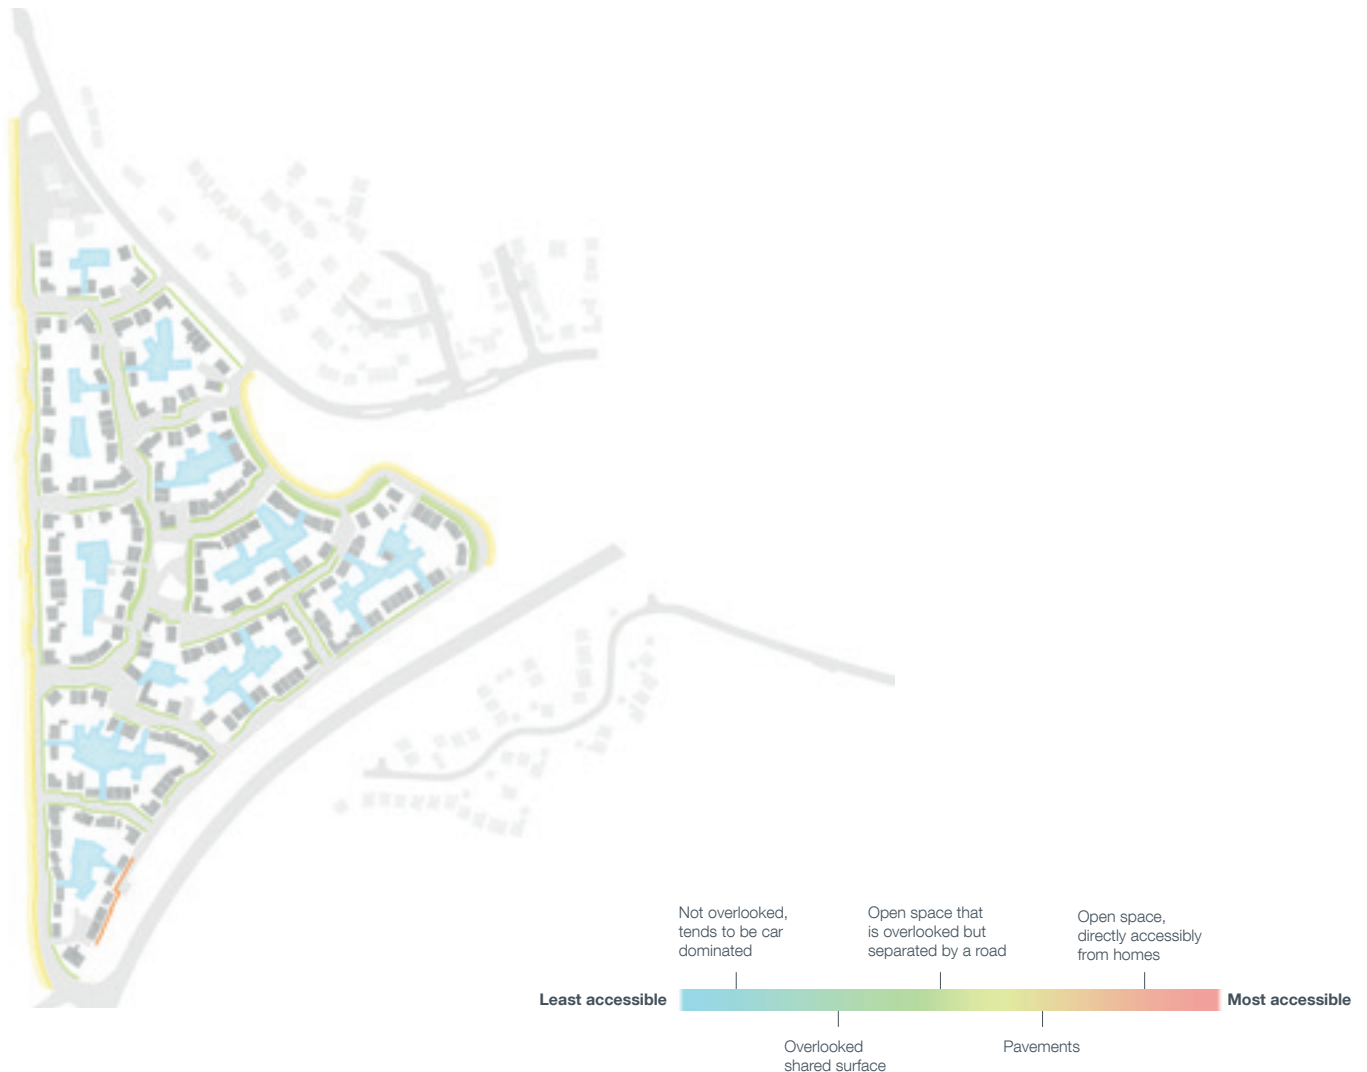 Not overlooked,
tends to be car
dominated
Open space that
is overlooked but
separated by a road
Open space,
directly accessibly
from homes
Least accessible
Most accessible
Overlooked
shared surface
Pavements